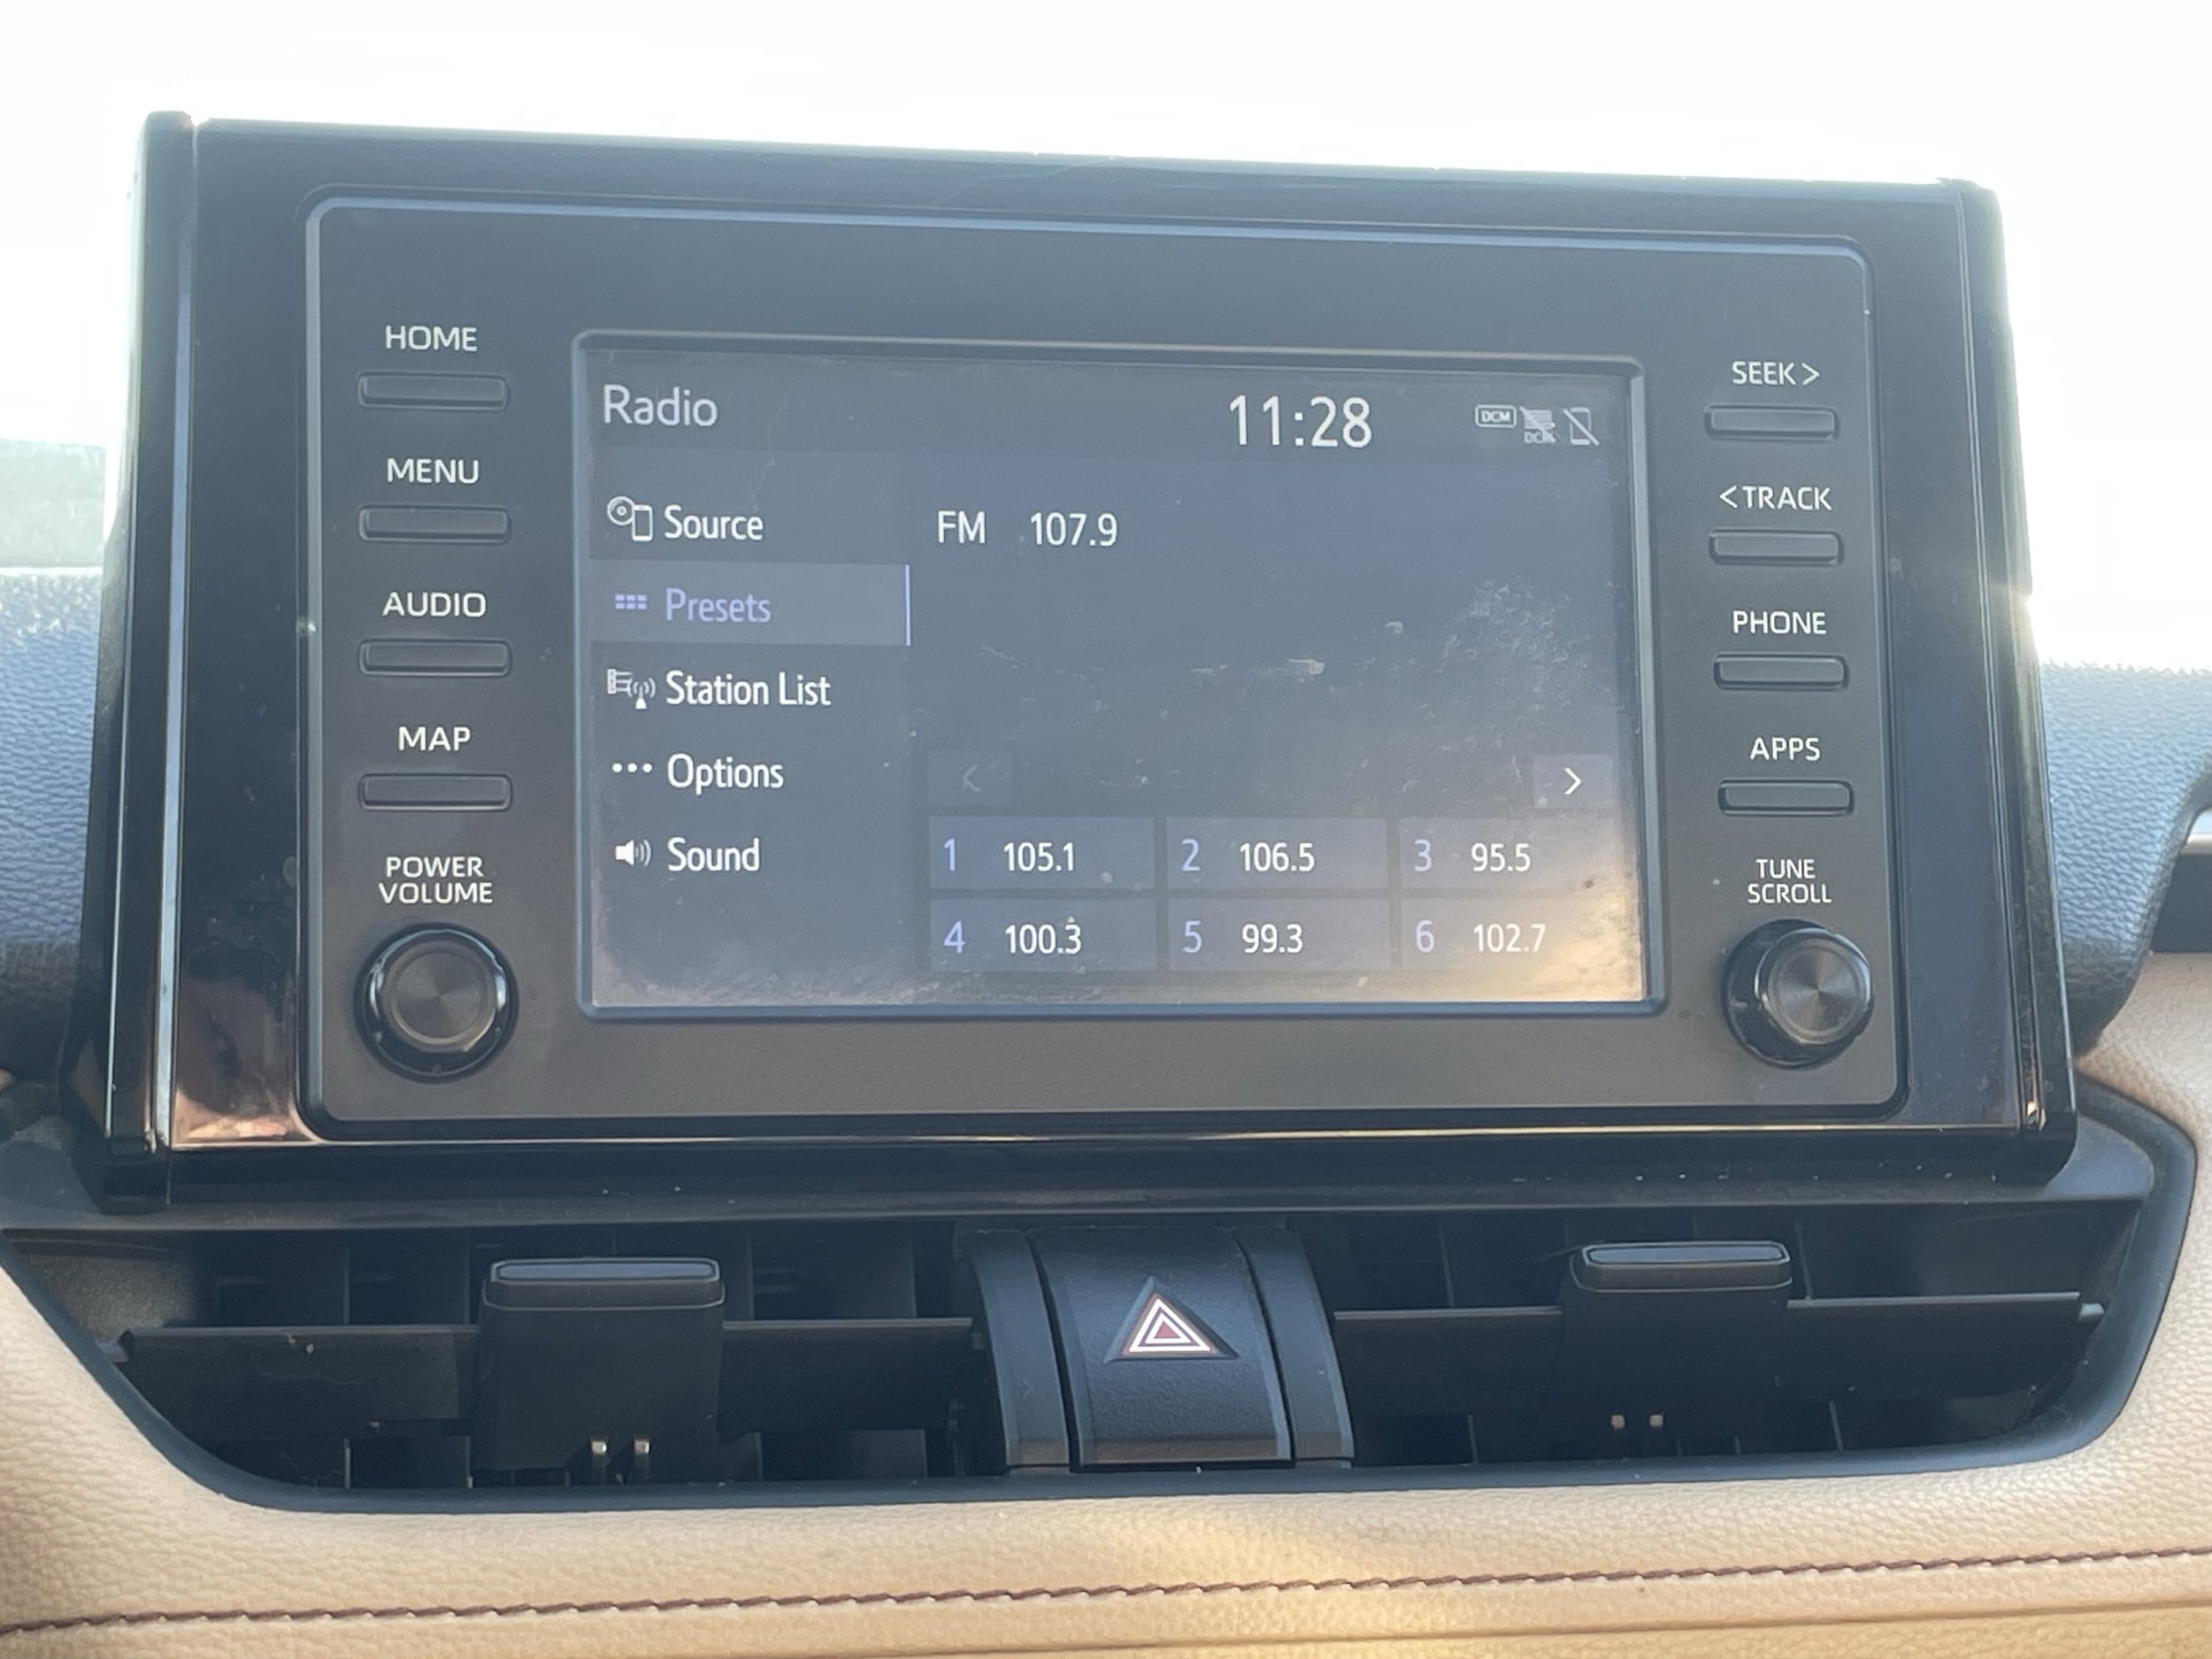 HOME
MENU
AUDIO
MAP
POWER
VOLUME
Radio
11:28
DCM
Source
Presets
Station List
Options
Sound
FM 107.9
1 105.1 2 106.5 3 95.5
4 100.3 5 99.3 6 102.7
SEEK >
< TRACK
PHONE
APPS
TUNE
SCROLL